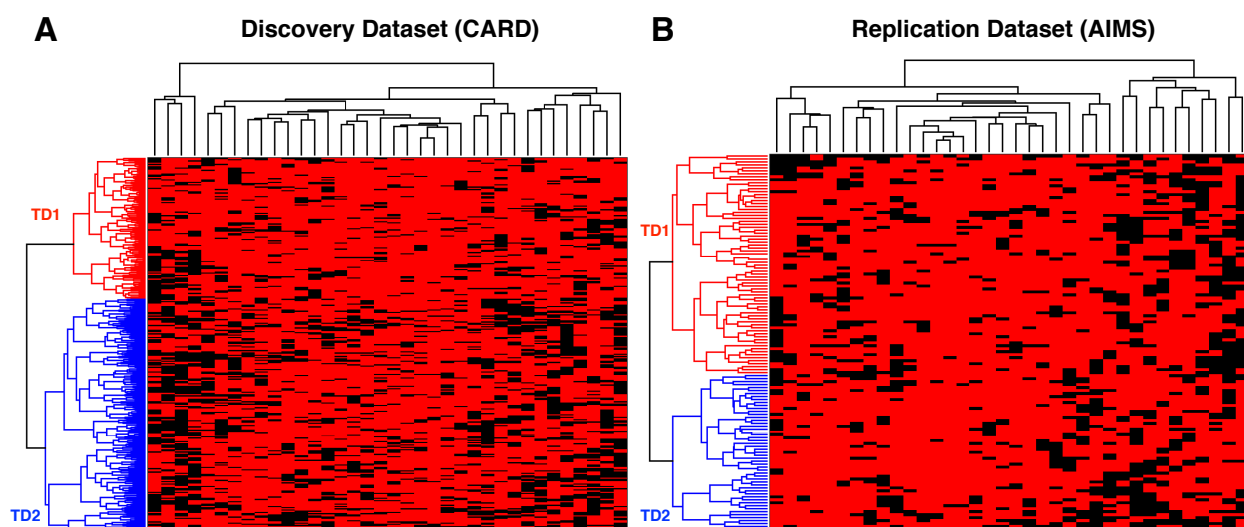 A
Discovery Dataset (CARD)
TD1
TD2
B
Replication Dataset (AIMS)
TD1
TD2